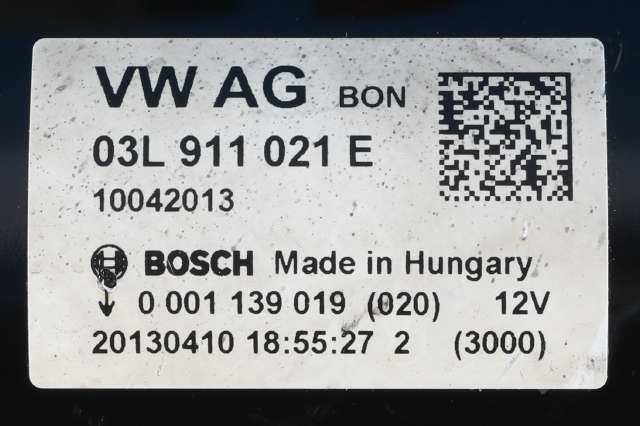 VW AG BON
03L 911 021 E
10042013
BOSCH Made in Hungary
0 001 139 019 (020) 12V
20130410 18:55:27 2 (3000)